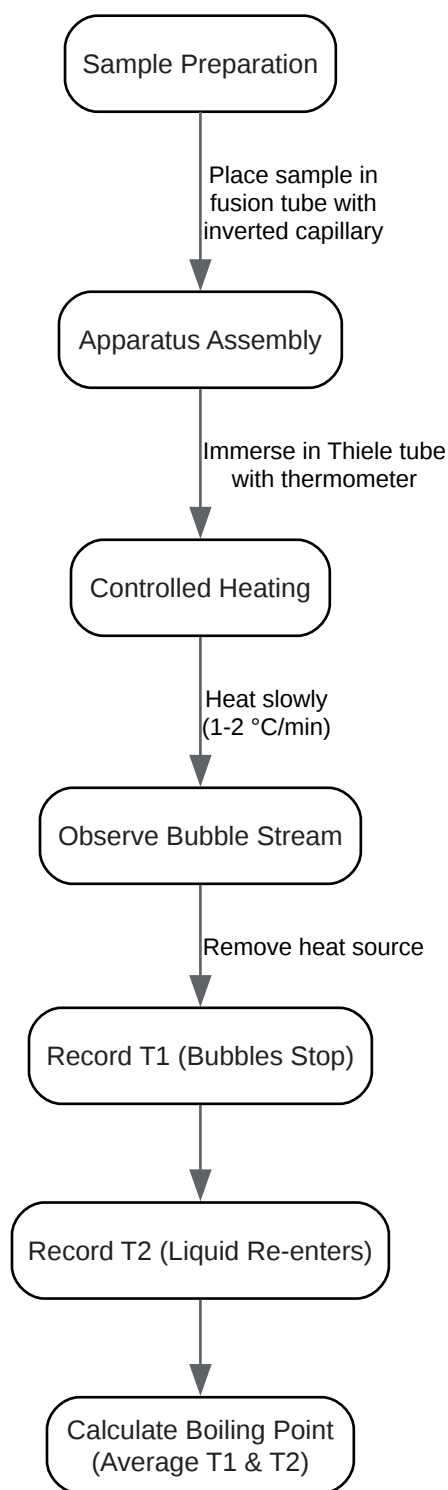 Sample Preparation
Place sample in
fusion tube with
inverted capillary
Apparatus Assembly
Immerse in Thiele tube
with thermometer
Controlled Heating
Heat slowly
(1-2 °C/min)
Observe Bubble Stream
Remove heat source
Record T1 (Bubbles Stop)
Record T2 (Liquid Re-enters)
Calculate Boiling Point
(Average T1 & T2)